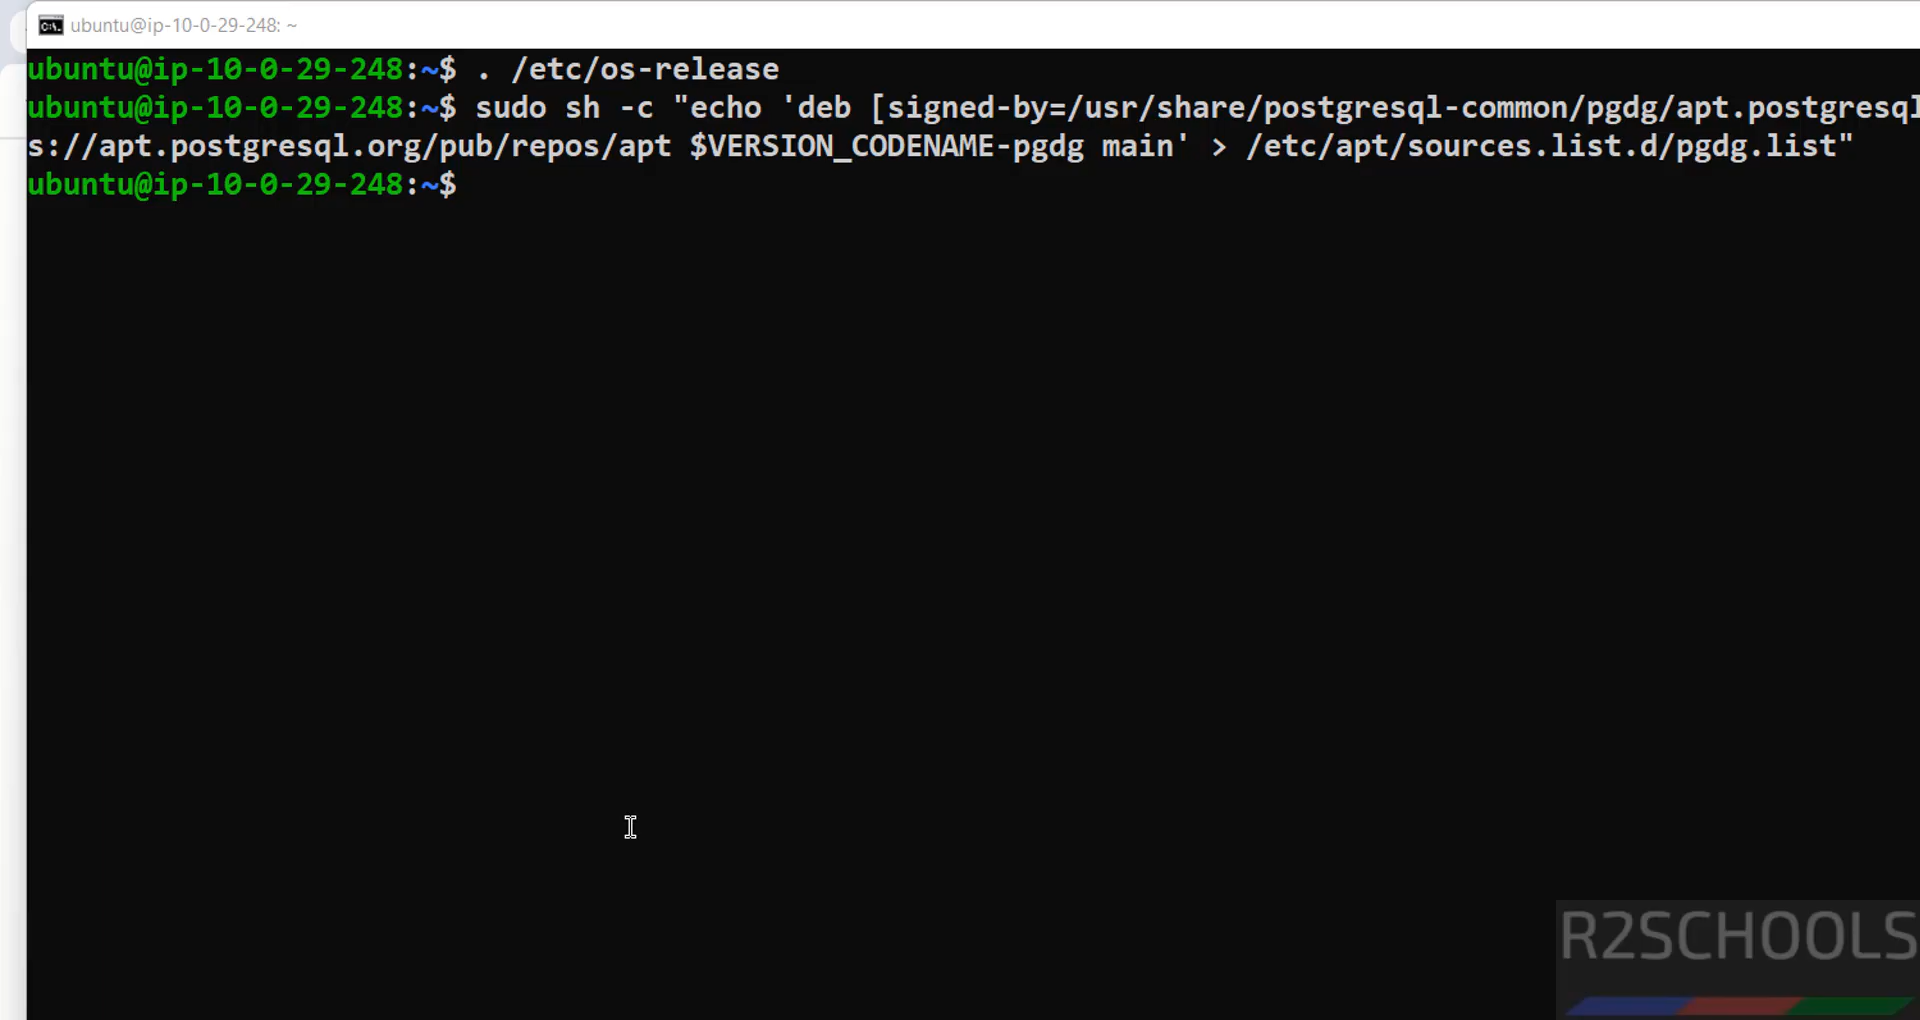 ubuntu@ip-10-0-29-248: ~
ubuntu@ip-10-0-29-248:~$ . /etc/os-release
ubuntu@ip-10-0-29-248:~$ sudo sh -c "echo 'deb [signed-by=/usr/share/postgresql-common/pgdg/apt.postgresql
s://apt.postgresql.org/pub/repos/apt $VERSION_CODENAME-pgdg main' > /etc/apt/sources.list.d/pgdg.list"
ubuntu@ip-10-0-29-248:~$
R2SCHOOLS